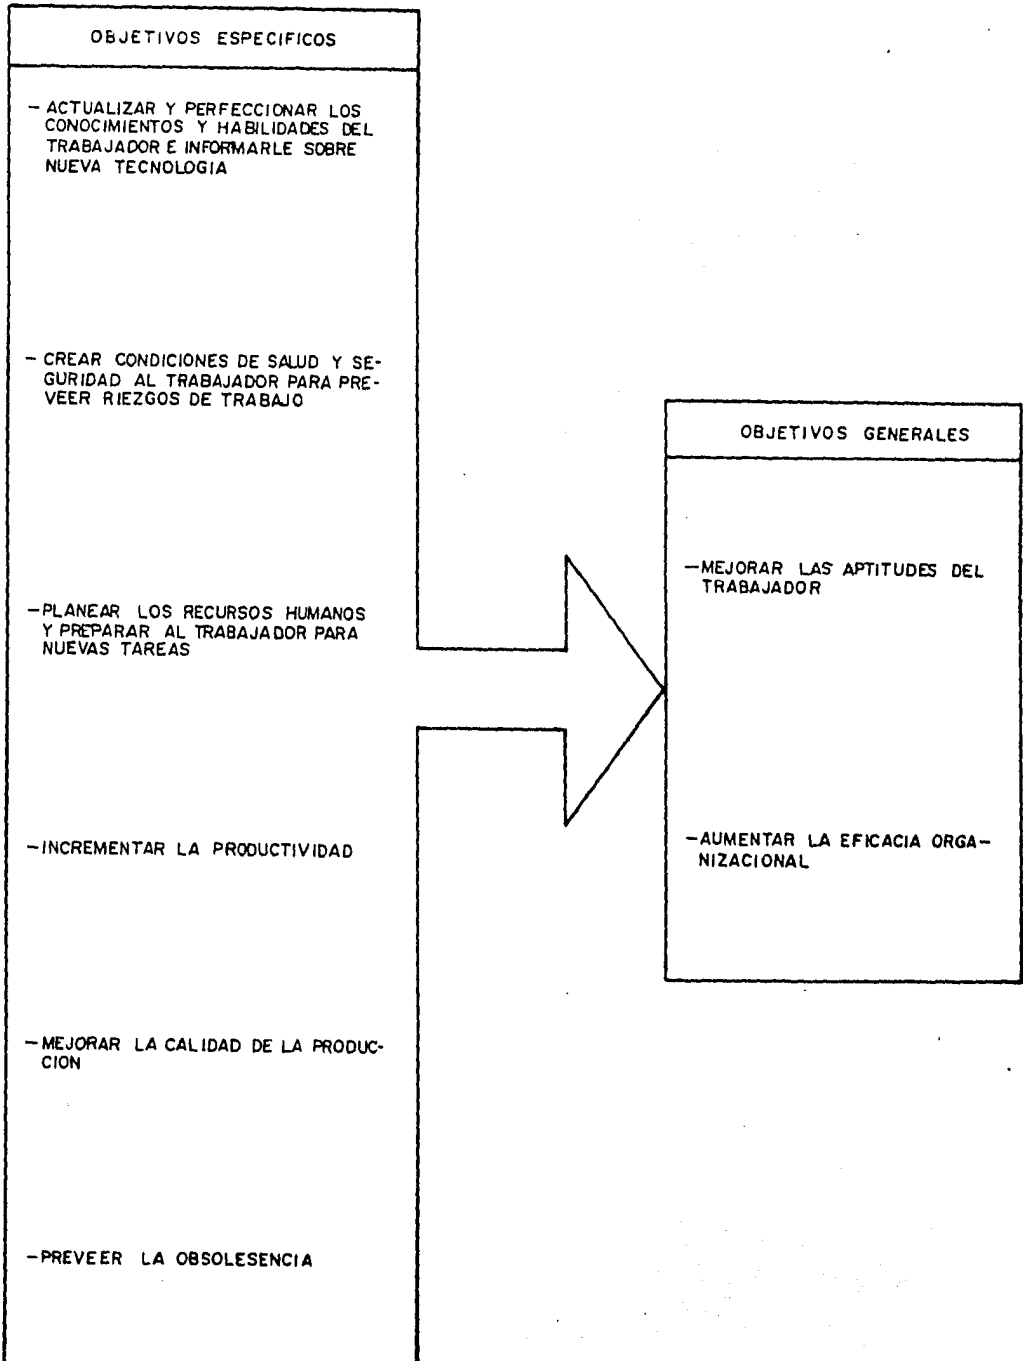 OBJETIVOS ESPECIFICOS
- ACTUALIZAR Y PERFECCIONAR LOS
CONOCIMIENTOS Y HABILIDADES DEL
TRABAJADOR E INFORMARLE SOBRE
NUEVA TECNOLOGIA
- CREAR CONDICIONES DE SALUD Y SE-
GURIDAD AL TRABAJADOR PARA PRE-
VEER RIEZGOS DE TRABAJO
- PLANEAR LOS RECURSOS HUMANOS
Y PREPARAR AL TRABAJADOR PARA
NUEVAS TAREAS
- INCREMENTAR LA PRODUCTIVIDAD
- MEJORAR LA CALIDAD DE LA PRODUC-
CION
- PREVEER LA OBSOLESENCIA
OBJETIVOS GENERALES
- MEJORAR LAS APTITUDES DEL
TRABAJADOR
- AUMENTAR LA EFICACIA ORGA-
NIZACIONAL